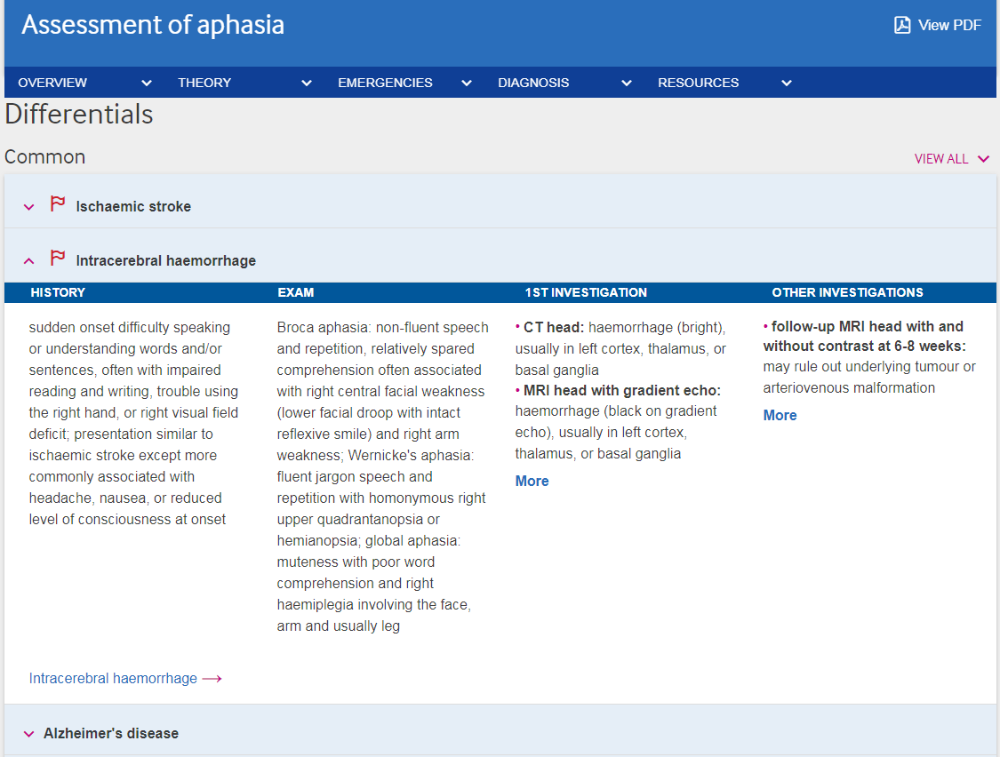 Assessment of aphasia
View PDF
OVERVIEW
THEORY
EMERGENCIES
DIAGNOSIS
RESOURCES
Differentials
Common
VIEW ALL
Ischaemic stroke
Intracerebral haemorrhage
HISTORY
EXAM
1ST INVESTIGATION
OTHER INVESTIGATIONS
sudden onset difficulty speaking
or understanding words and/or
sentences, often with impaired
reading and writing, trouble using
the right hand, or right visual field
deficit; presentation similar to
ischaemic stroke except more
commonly associated with
headache, nausea, or reduced
level of consciousness at onset
Broca aphasia: non-fluent speech
and repetition, relatively spared
comprehension often associated
with right central facial weakness
(lower facial droop with intact
reflexive smile) and right arm
weakness; Wernicke's aphasia:
fluent jargon speech and
repetition with homonymous right
upper quadrantanopsia or
hemianopsia; global aphasia:
muteness with poor word
comprehension and right
haemiplegia involving the face,
arm and usually leg
• CT head: haemorrhage (bright),
usually in left cortex, thalamus, or
basal ganglia
• MRI head with gradient echo:
haemorrhage (black on gradient
echo), usually in left cortex,
thalamus, or basal ganglia
More
• follow-up MRI head with and
without contrast at 6-8 weeks:
may rule out underlying tumour or
arteriovenous malformation
More
Intracerebral haemorrhage
Alzheimer's disease